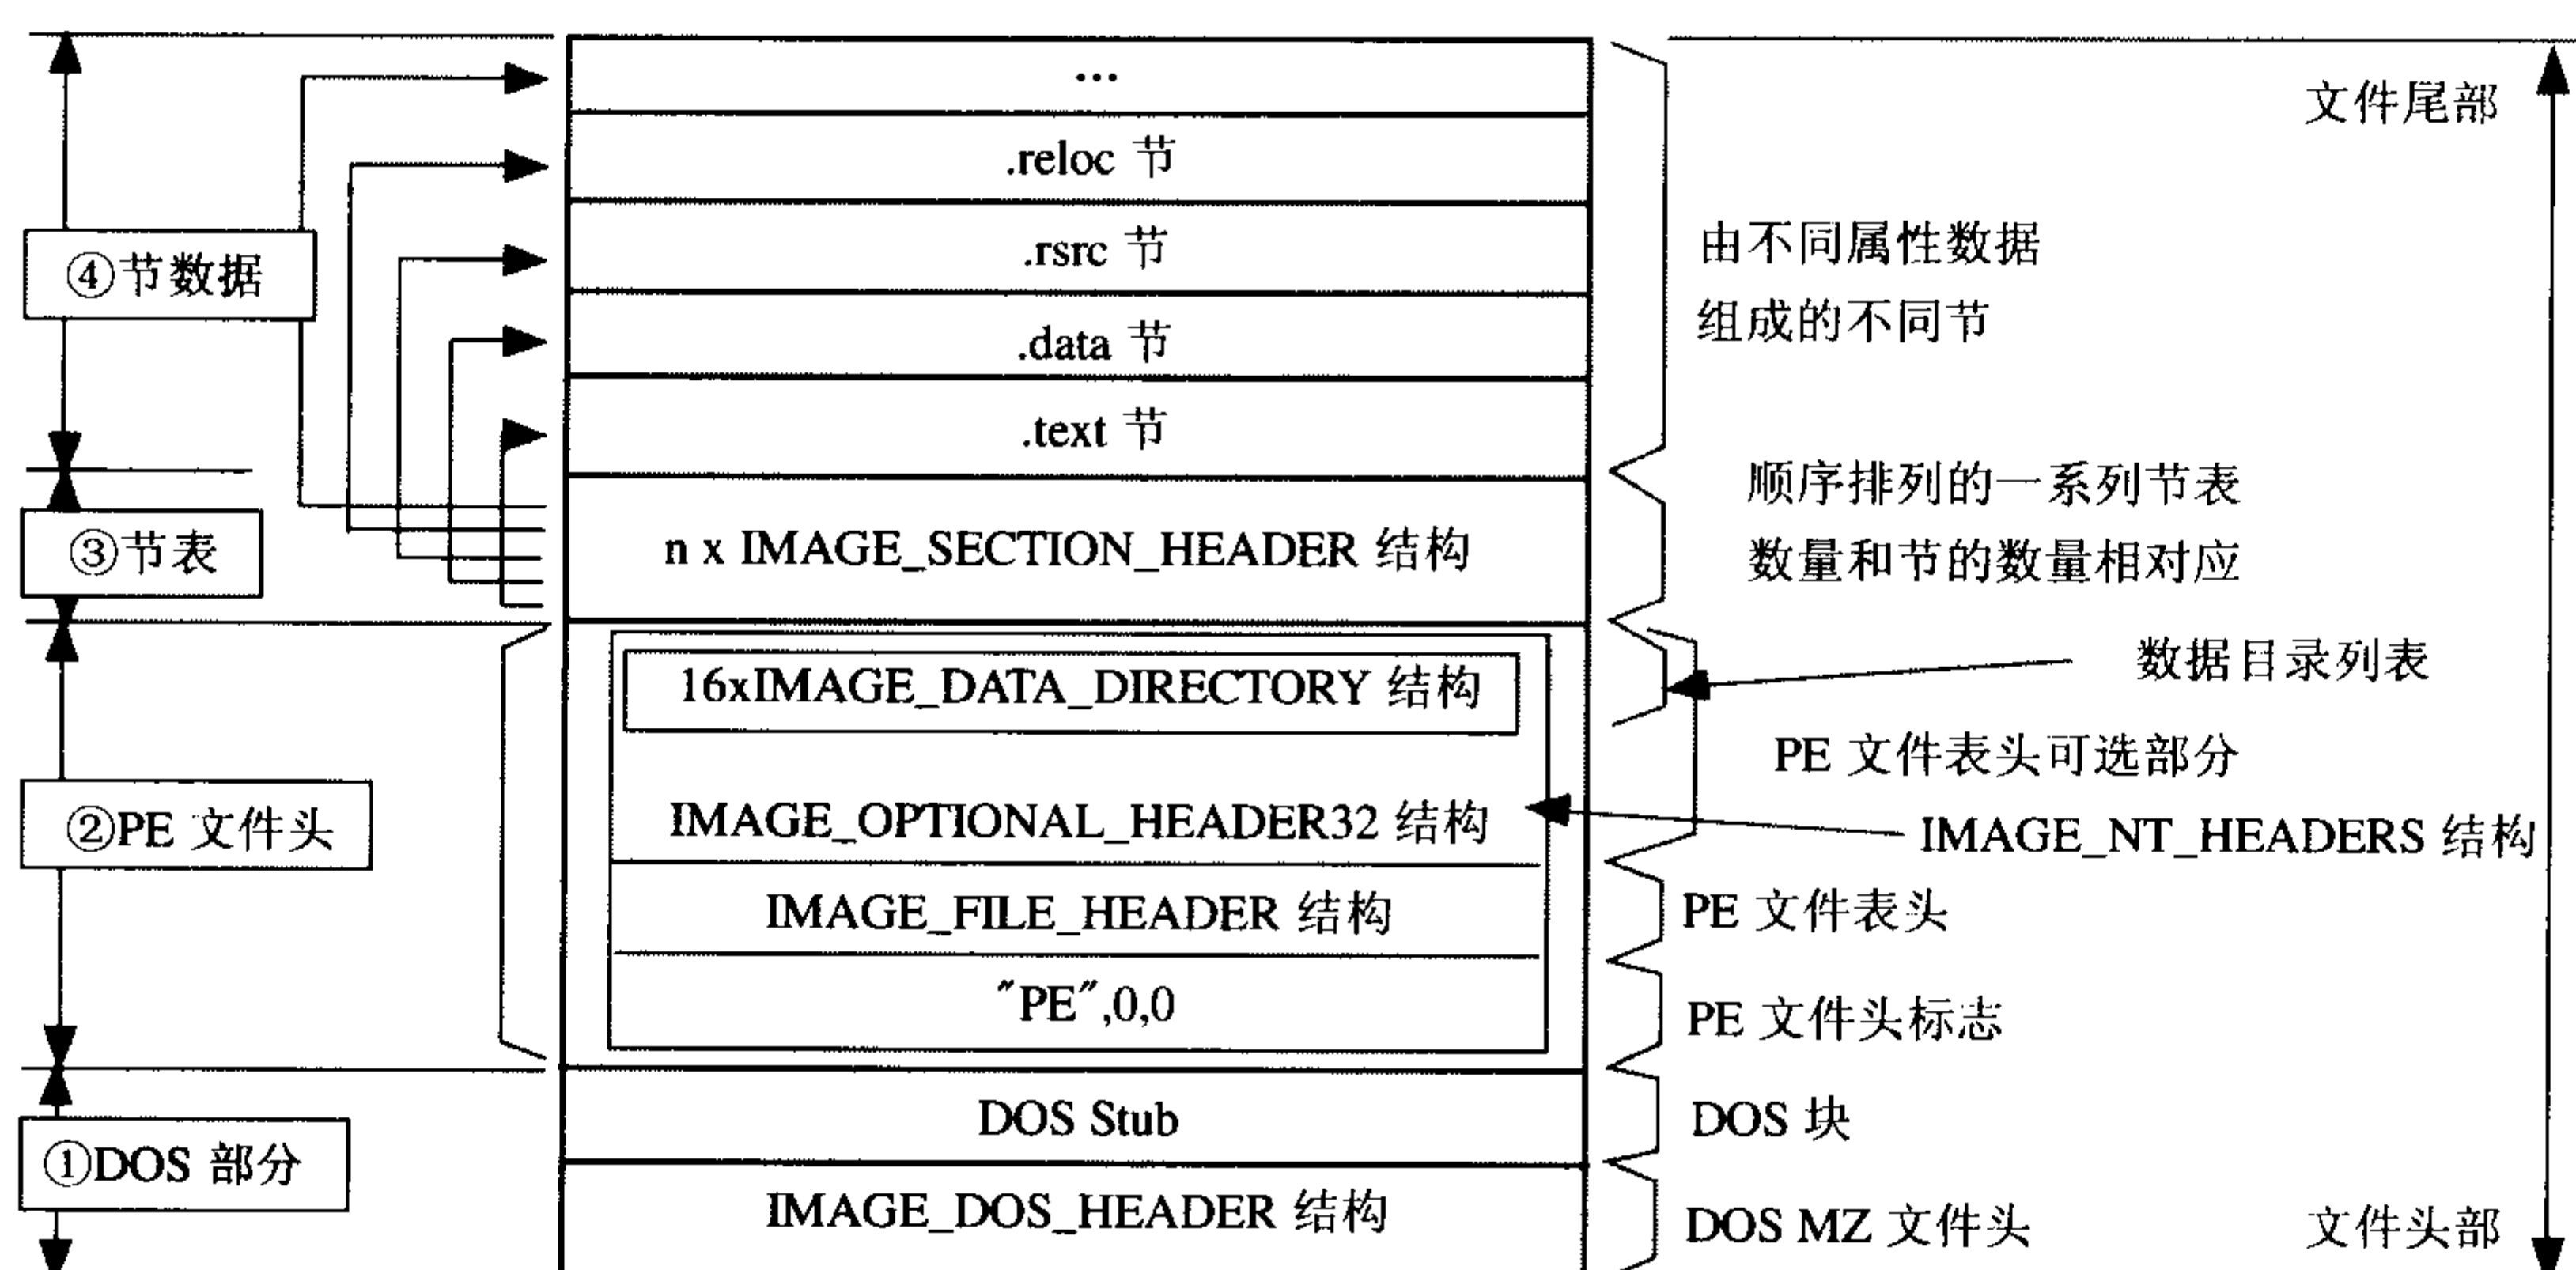 ...
文件尾部
.reloc 节
.rsrc 节
④节数据
由不同属性数据
组成的不同节
.data 节
.text 节
顺序排列的一系列节表
数量和节的数量相对应
③节表
n x IMAGE_SECTION_HEADER 结构
16xIMAGE_DATA_DIRECTORY 结构
数据目录列表
PE 文件表头可选部分
②PE 文件头
IMAGE_OPTIONAL_HEADER32 结构
IMAGE_NT_HEADERS 结构
IMAGE_FILE_HEADER 结构
PE 文件表头
"PE",0,0
PE 文件头标志
DOS Stub
DOS 块
①DOS 部分
IMAGE_DOS_HEADER 结构
DOS MZ 文件头
文件头部